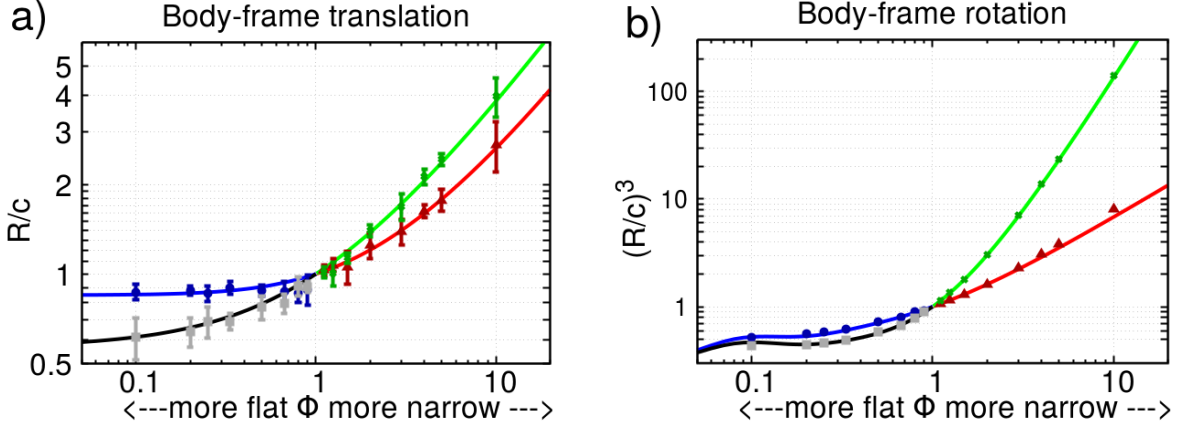 a)
Body-frame translation
R/c
5
4
3
2
1
0.5
0.1
1
10
<---more flat Φ more narrow --->
b)
Body-frame rotation
(R/c)³
100
10
1
0.1
1
10
<---more flat Φ more narrow --->